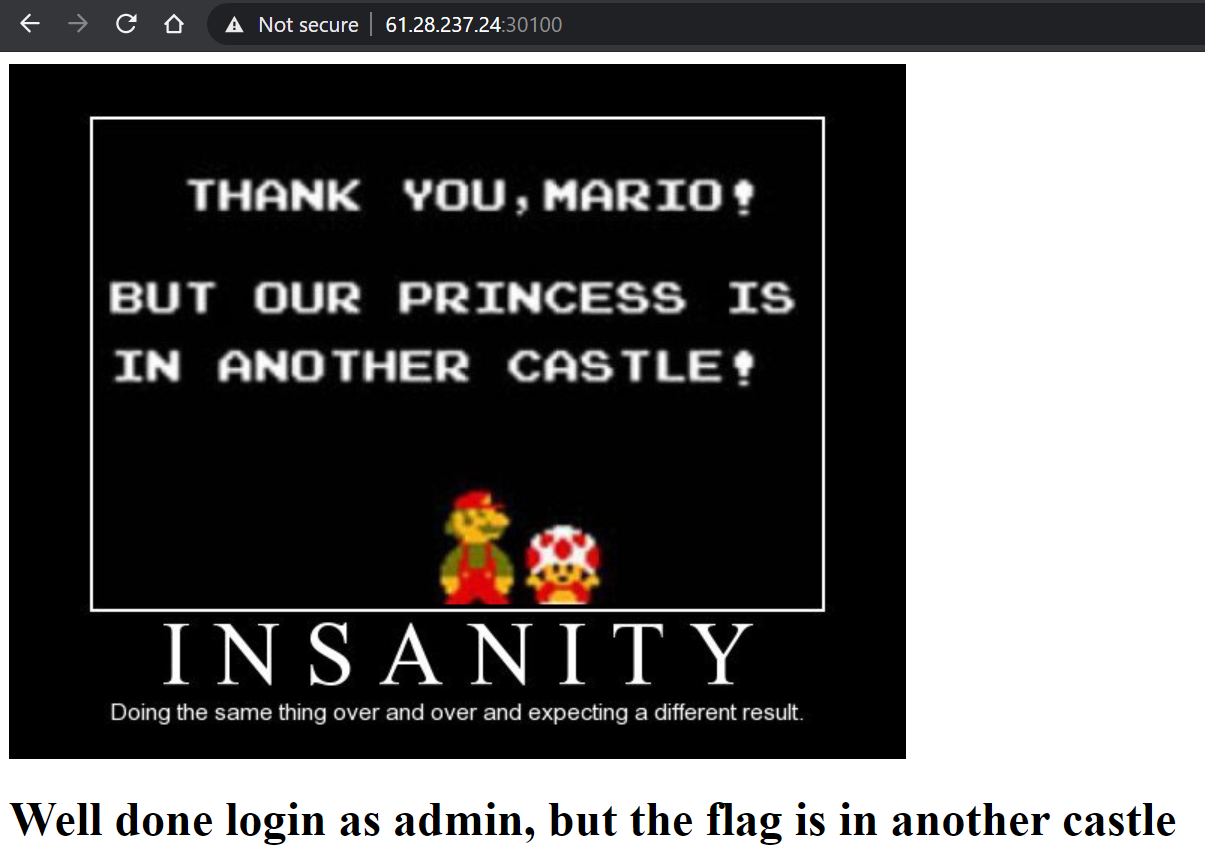 Not secure 61.28.237.24:30100
THANK YOU, MARIO!
BUT OUR PRINCESS IS
IN ANOTHER CASTLE!
INSANITY
Doing the same thing over and over and expecting a different result.
Well done login as admin, but the flag is in another castle